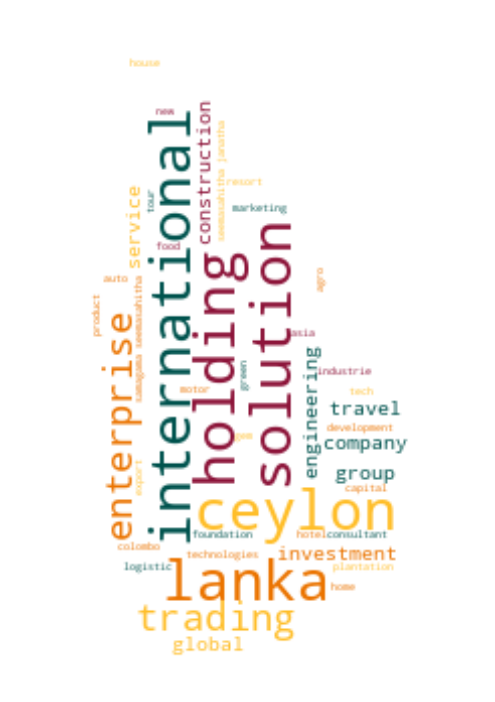 house
new
international
construction
seemasahitha janatha
resort
service
tour
marketing
food
holding
solution
auto
samagama seemasahitha
agro
product
enterprise
asia
engineering
green
industrie
motor
tech
travel
development
company
gem
export
group
capital
ceylon
foundation
hotel
consultant
colombo
technologies
investment
logistic
lanka
plantation
home
trading
global